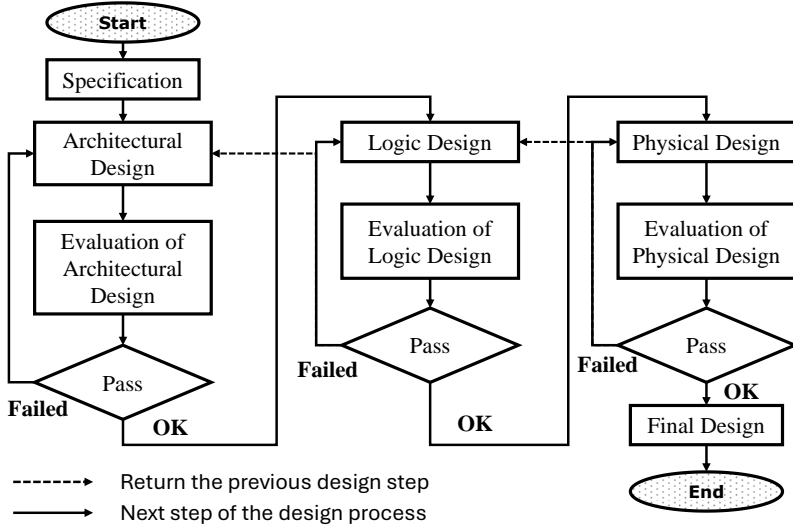 Start
Specification
Architectural
Design
Evaluation of
Architectural
Design
Pass
Failed
OK
Logic Design
Evaluation of
Logic Design
Pass
Failed
OK
Physical Design
Evaluation of
Physical Design
Pass
Failed
OK
Final Design
End
Return the previous design step
Next step of the design process